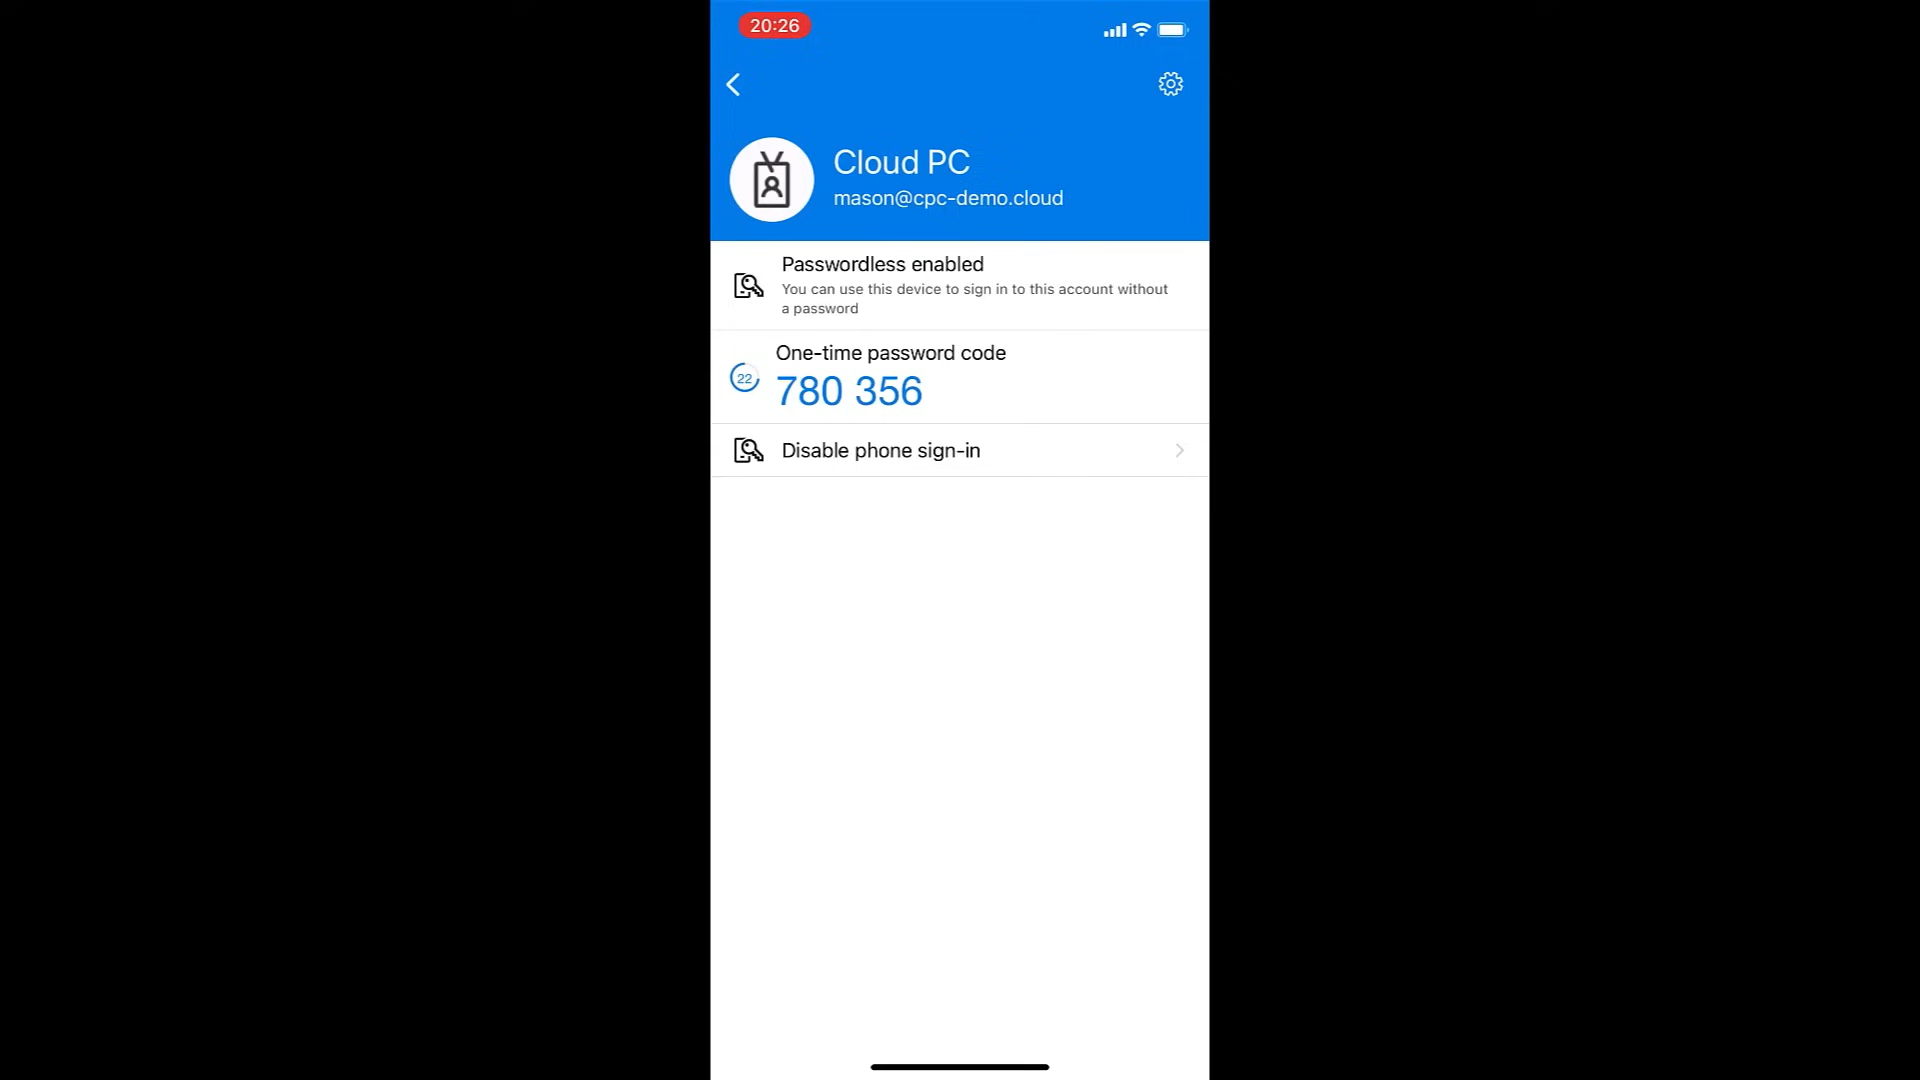 20:26
Cloud PC
mason@cpc-demo.cloud
Passwordless enabled
You can use this device to sign in to this account without
a password
One-time password code
22
780 356
Disable phone sign-in